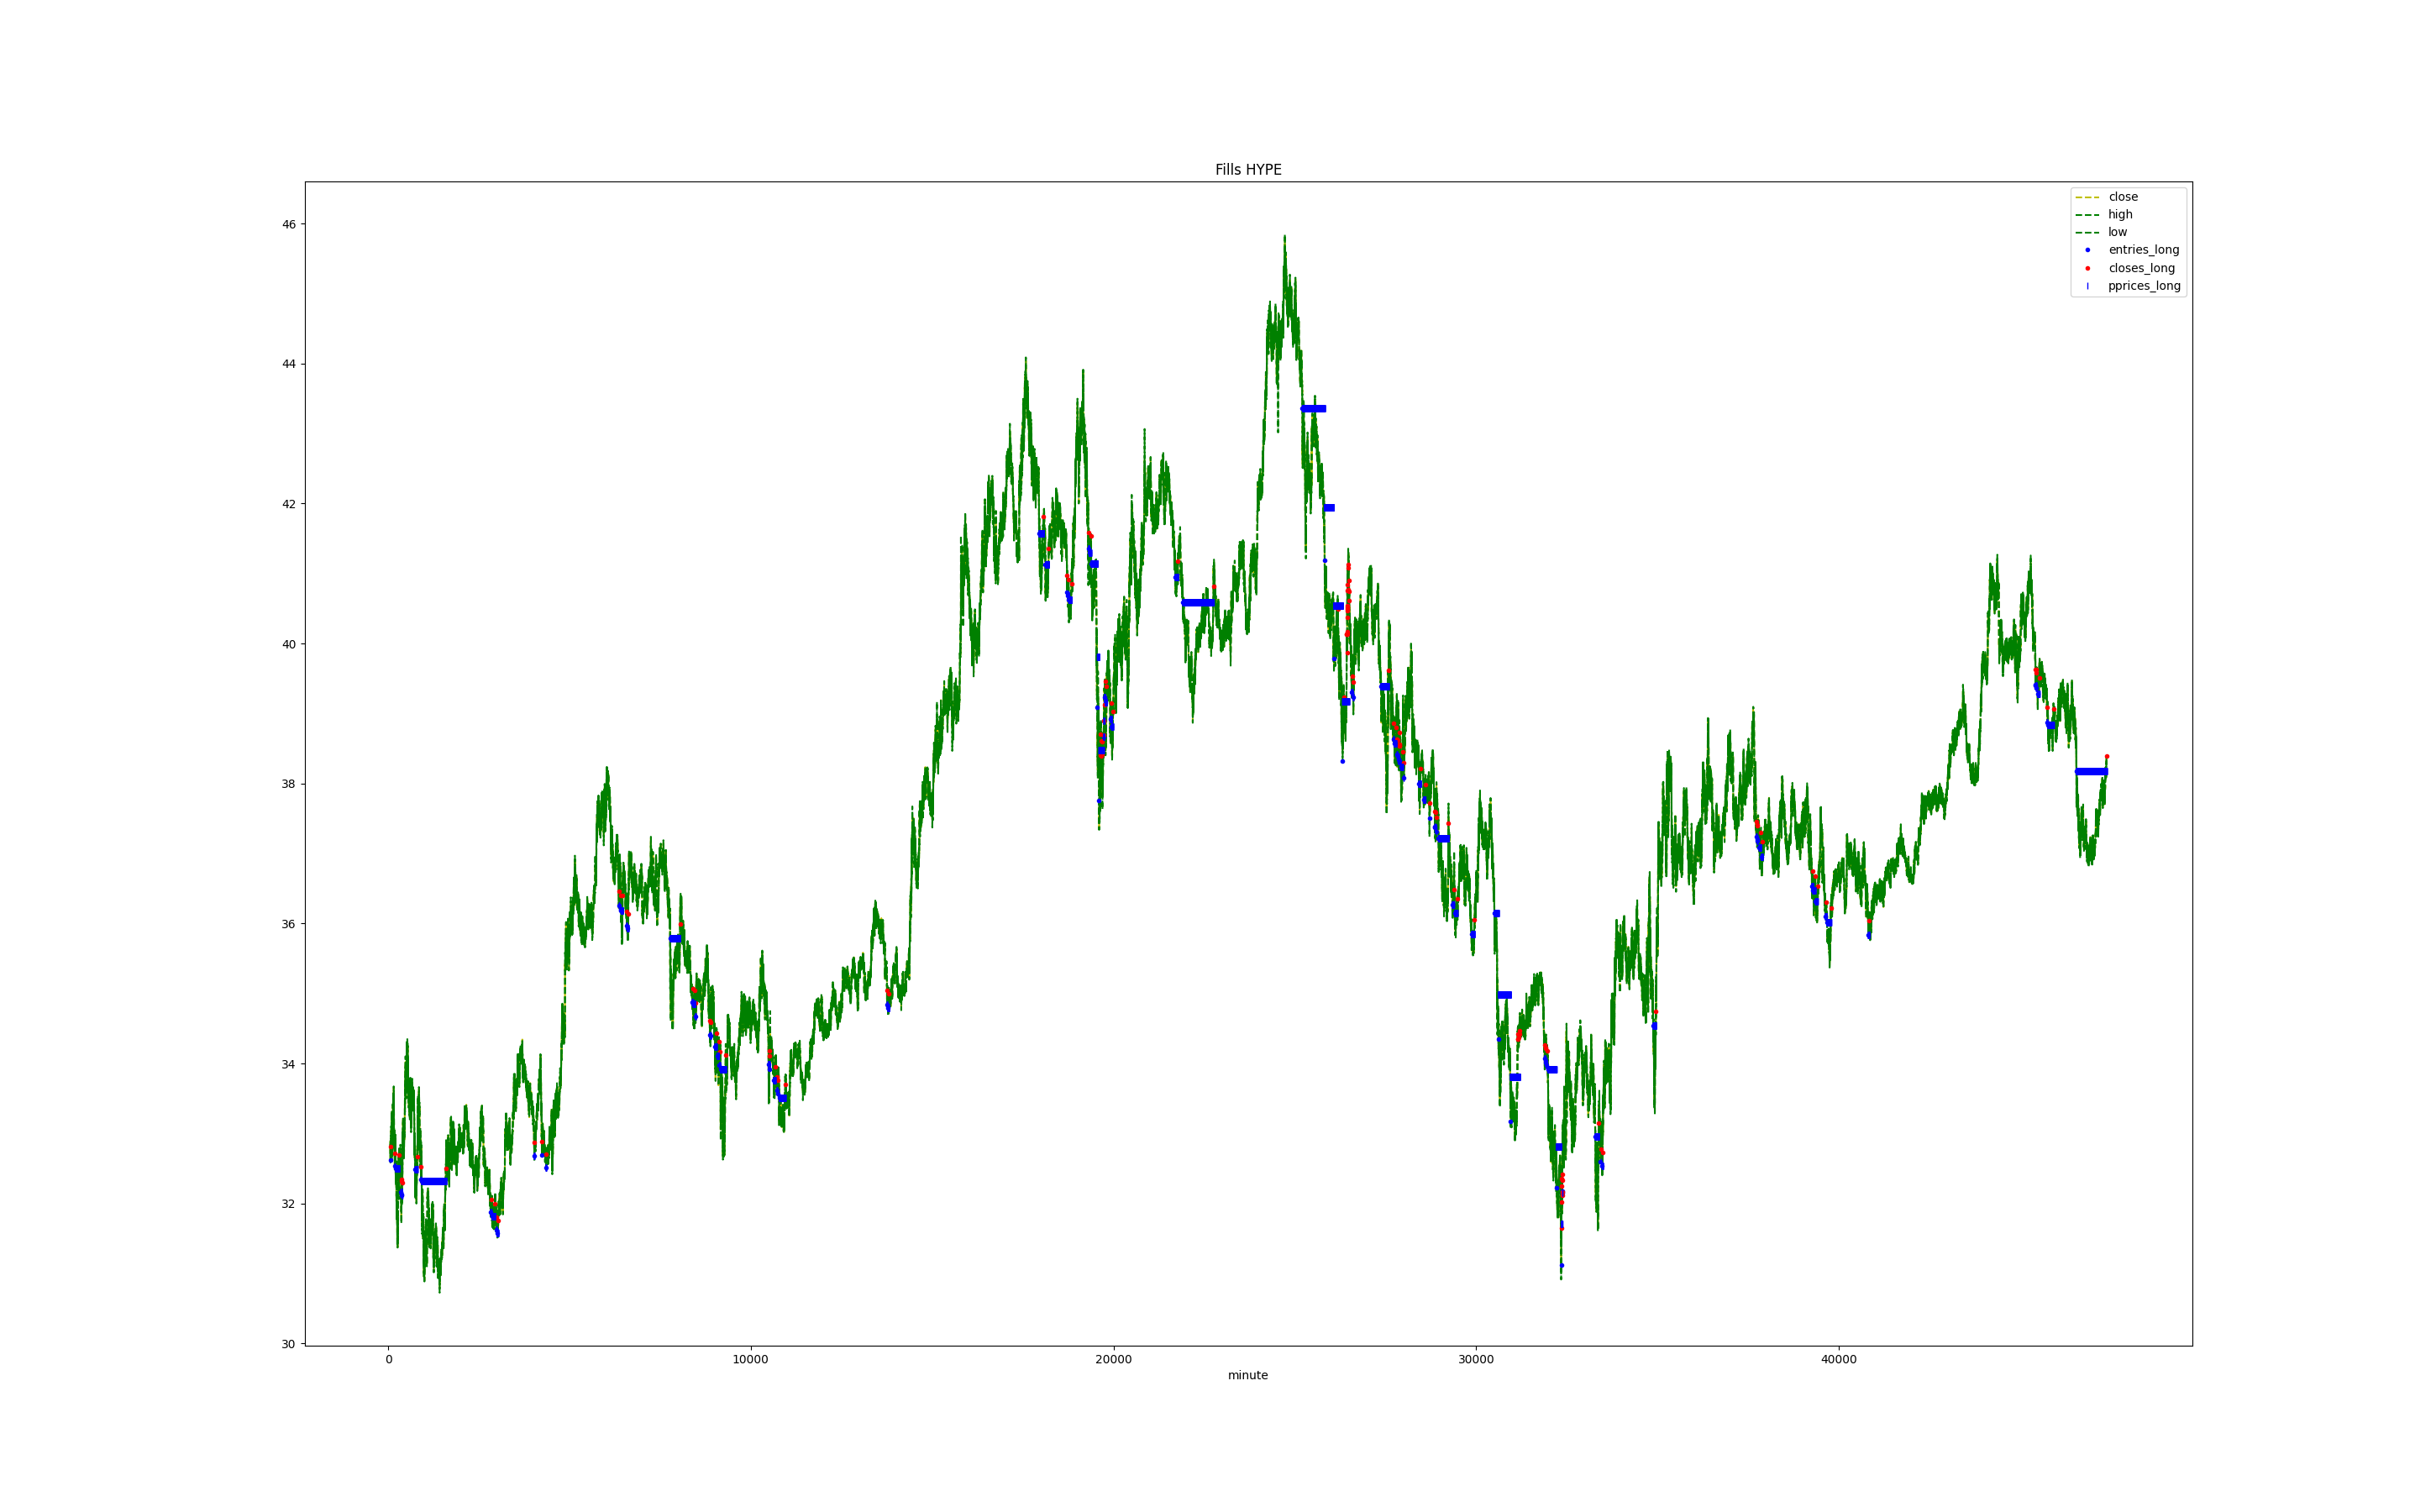 Fills HYPE
close
high
low
entries_long
closes_long
pprices_long
46
44
42
40
38
36
34
32
30
0 10000 20000 30000 40000
minute